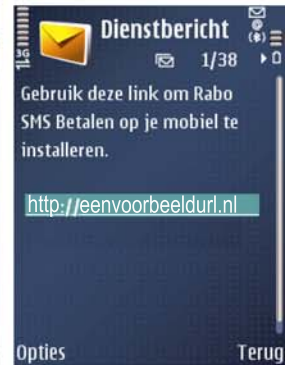 Dienstbericht
3G
1/38
Gebruik deze link om Rabo
SMS Betalen op je mobiel te
installeren.
http://eenvoorbeeldurl.nl
Opties Terug